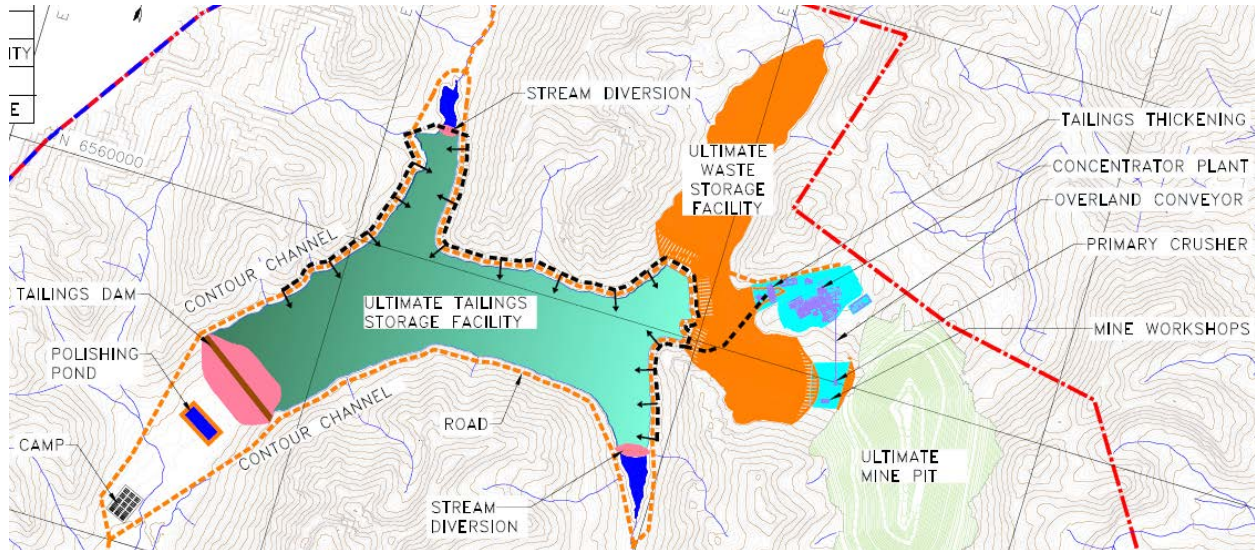 E
E
E
ITY
E
N 6560000
STREAM DIVERSION
TAILINGS THICKENING
ULTIMATE
WASTE
STORAGE
FACILITY
CONCENTRATOR PLANT
OVERLAND CONVEYOR
PRIMARY CRUSHER
CONTOUR CHANNEL
TAILINGS DAM
ULTIMATE TAILINGS
STORAGE FACILITY
MINE WORKSHOPS
POLISHING
POND
ROAD
CONTOUR CHANNEL
CAMP
ULTIMATE
MINE PIT
STREAM
DIVERSION